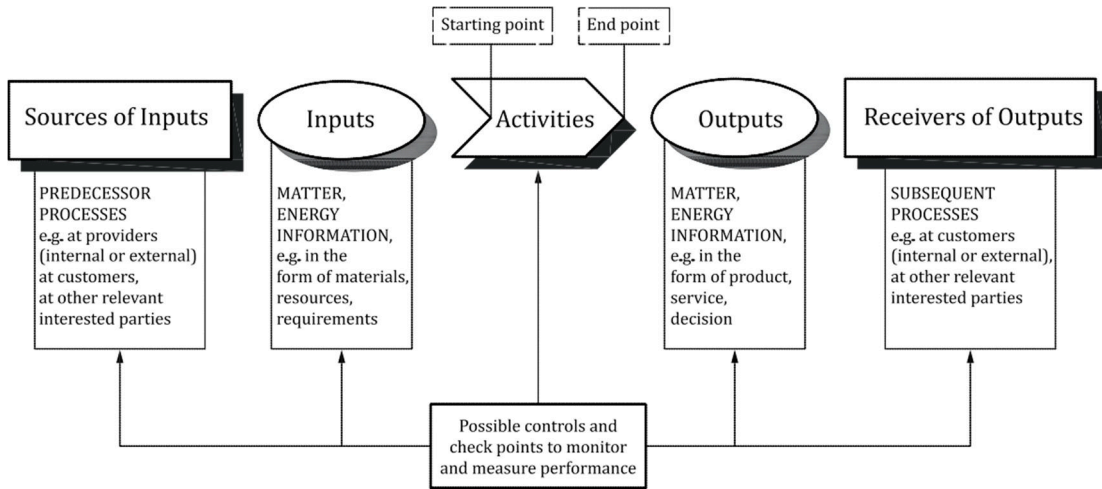 Starting point
End point
Sources of Inputs
Inputs
Activities
Outputs
Receivers of Outputs
PREDECESSOR
PROCESSES
e.g. at providers
(internal or external)
at customers,
at other relevant
interested parties
MATTER,
ENERGY
INFORMATION,
e.g. in the
form of materials,
resources,
requirements
MATTER,
ENERGY
INFORMATION,
e.g. in the
form of product,
service,
decision
SUBSEQUENT
PROCESSES
e.g. at customers
(internal or external),
at other relevant
interested parties
Possible controls and
check points to monitor
and measure performance